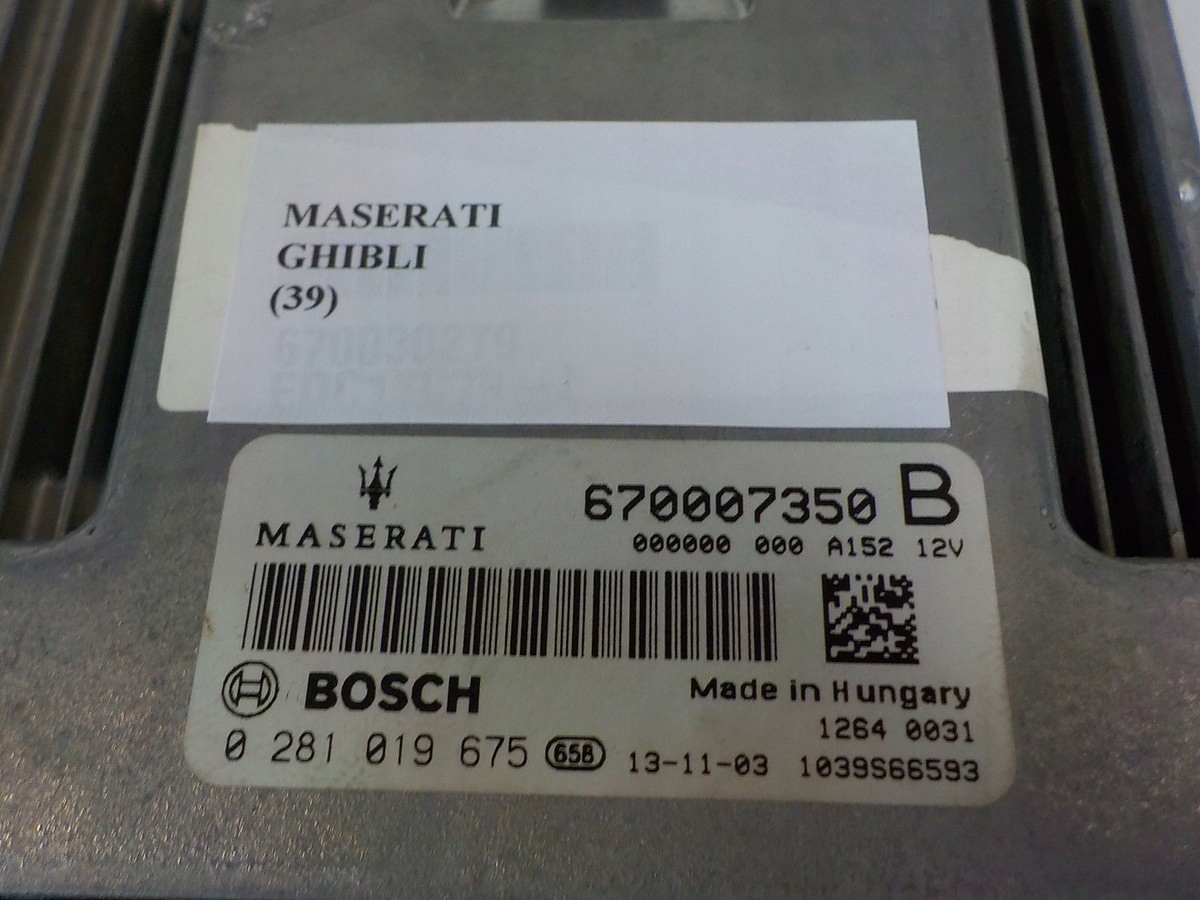 MASERATI
GHIBLI
(39)
670030279
MASERATI
670007350 B
000000 000 A152 12V
BOSCH
Made in Hungary
1264 0031
0 281 019 675 658 13-11-03 1039S66593